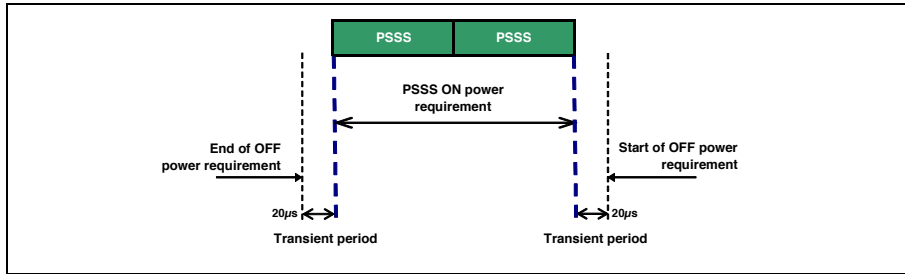 PSSS PSSS
PSSS ON power
requirement
End of OFF
power requirement
Start of OFF power
requirement
20µs
20µs
Transient period
Transient period